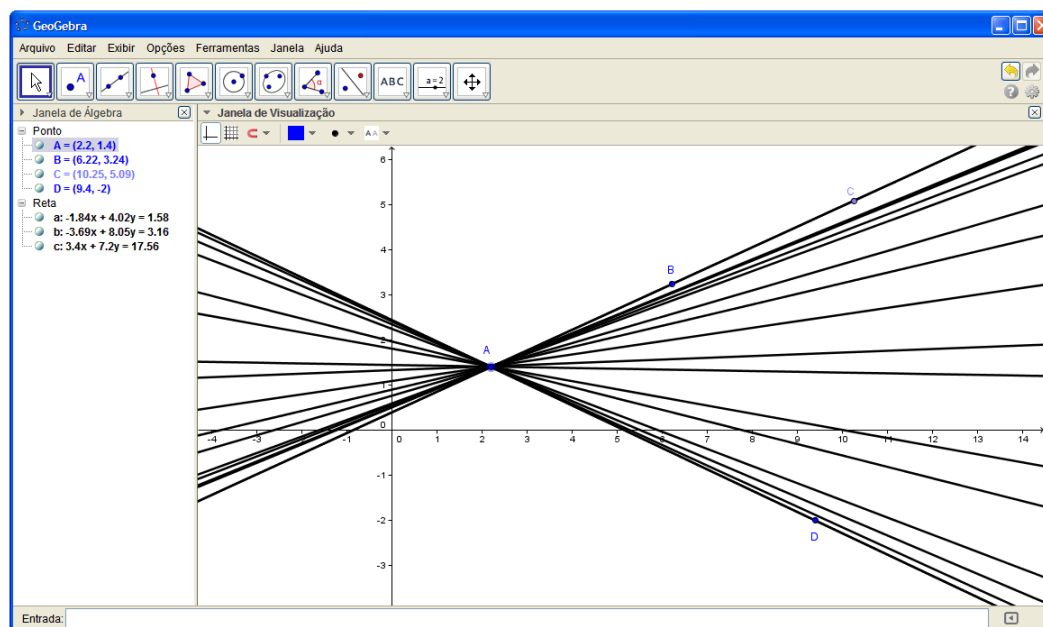 GeoGebra
Arquivo Editar Exibir Opções Ferramentas Janela Ajuda
A ABC a=2
Janela de Álgebra
Ponto
A = (2.2, 1.4)
B = (6.22, 3.24)
C = (10.25, 5.09)
D = (9.4, -2)
Reta
a: -1.84x + 4.02y = 1.58
b: -3.69x + 8.05y = 3.16
c: 3.4x + 7.2y = 17.56
Janela de Visualização
AA
6
5
C
4
3
B
2
A
1
0
-4 -3 -2 -1 0 1 2 3 4 5 6 7 8 9 10 11 12 13 14
-1
-2
D
-3
Entrada: